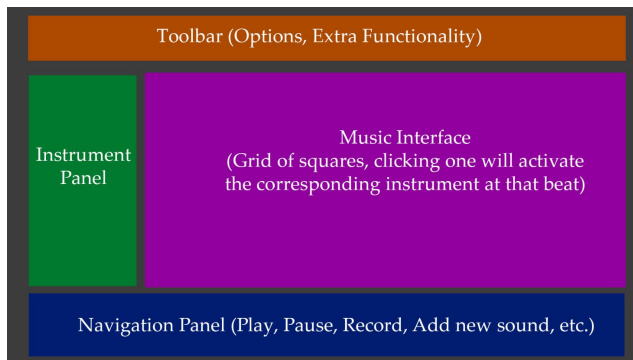 Toolbar (Options, Extra Functionality)
Instrument
Panel
Music Interface
(Grid of squares, clicking one will activate
the corresponding instrument at that beat)
Navigation Panel (Play, Pause, Record, Add new sound, etc.)